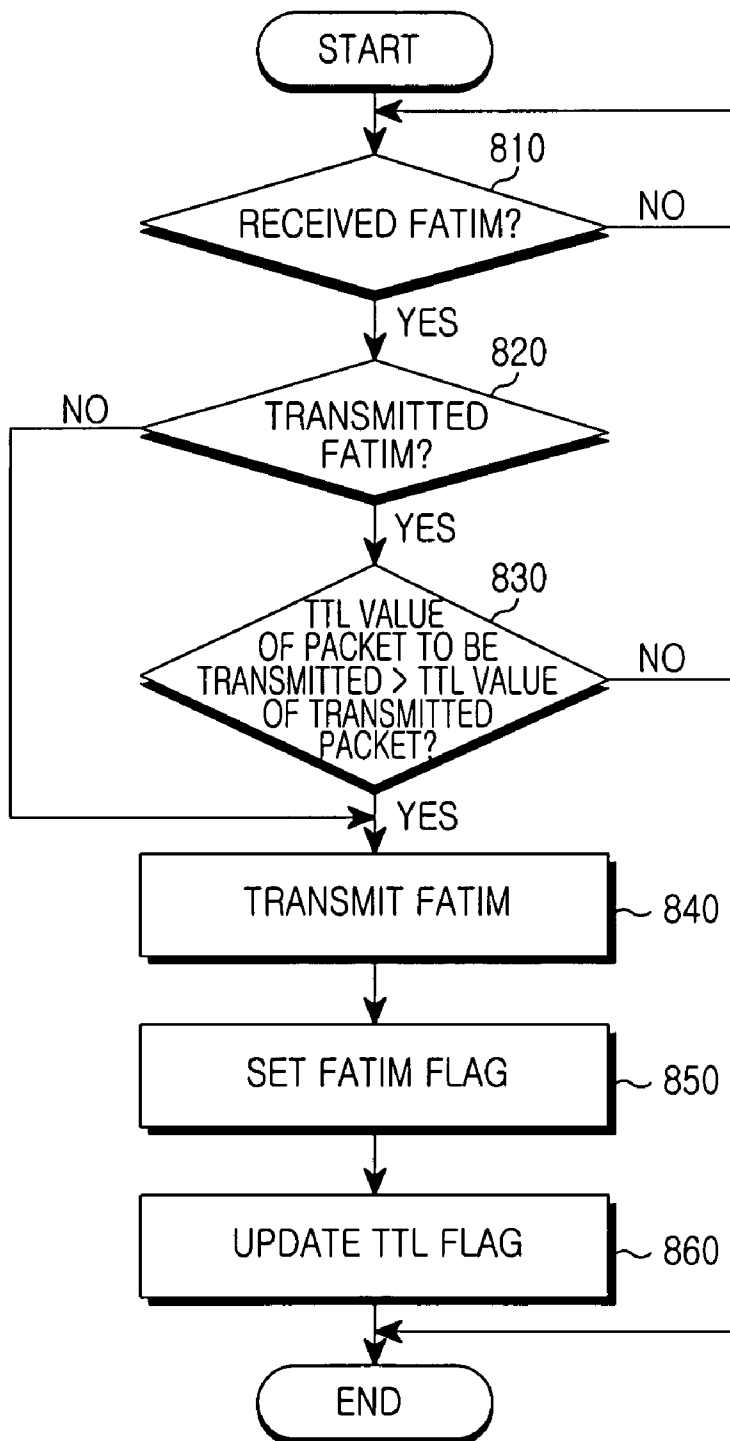 START
810
RECEIVED FATIM?
NO
YES
820
NO
TRANSMITTED
FATIM?
YES
830
TTL VALUE
OF PACKET TO BE
TRANSMITTED > TTL VALUE
OF TRANSMITTED
PACKET?
NO
YES
TRANSMIT FATIM
840
SET FATIM FLAG
850
UPDATE TTL FLAG
860
END